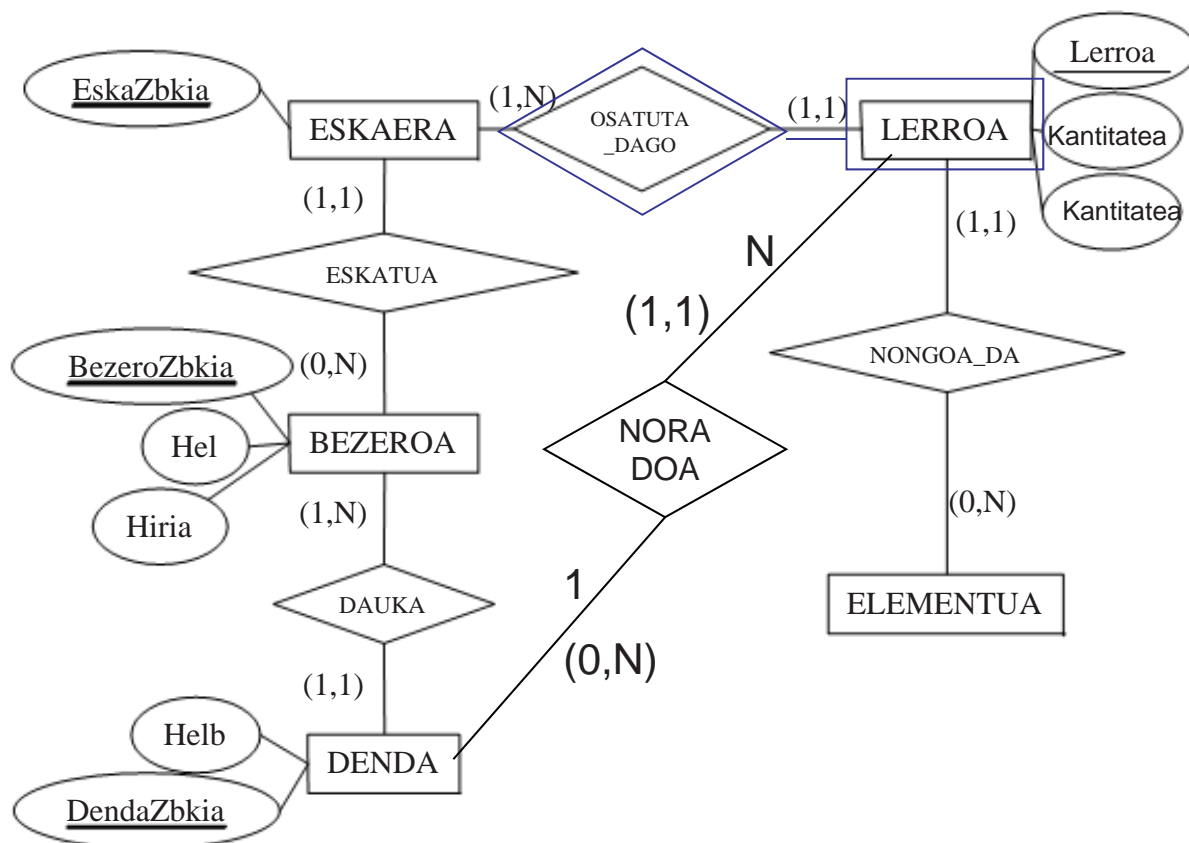 Lerroa
EskaZbkia
(1,N)
OSATUTA
_DAGO
(1,1)
ESKAERA
LERROA
Kantitatea
Kantitatea
(1,1)
(1,1)
N
ESKATUA
(1,1)
NONGOA_DA
BezeroZbkia
(0,N)
Hel
BEZEROA
NORA
DOA
Hiria
(1,N)
(0,N)
1
DAUKA
ELEMENTUA
(0,N)
(1,1)
Helb
DENDA
DendaZbkia